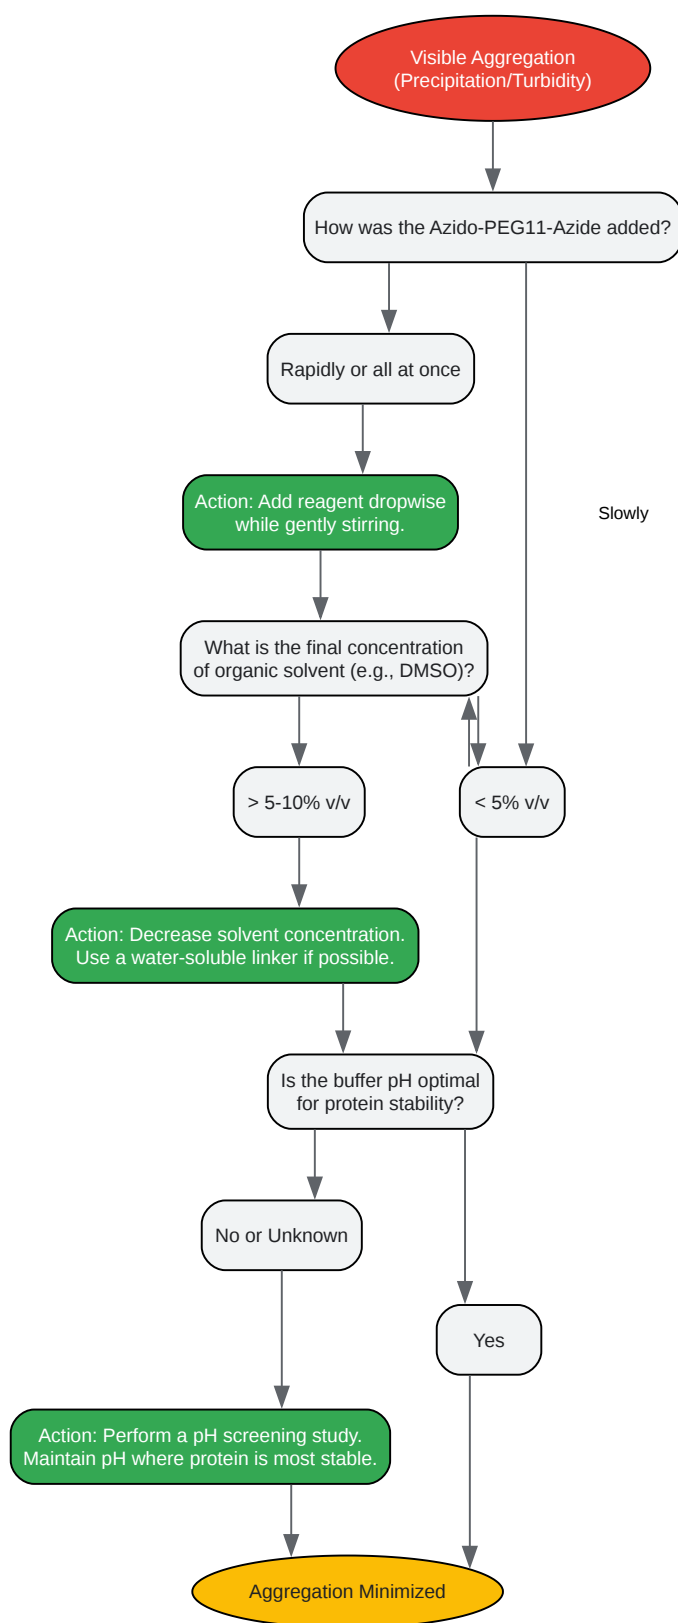 Visible Aggregation
(Precipitation/Turbidity)
How was the Azido-PEG11-Azide added?
Rapidly or all at once
Action: Add reagent dropwise
while gently stirring.
Slowly
What is the final concentration
of organic solvent (e.g., DMSO)?
> 5-10% v/v
< 5% v/v
Action: Decrease solvent concentration.
Use a water-soluble linker if possible.
Is the buffer pH optimal
for protein stability?
No or Unknown
Yes
Action: Perform a pH screening study.
Maintain pH where protein is most stable.
Aggregation Minimized